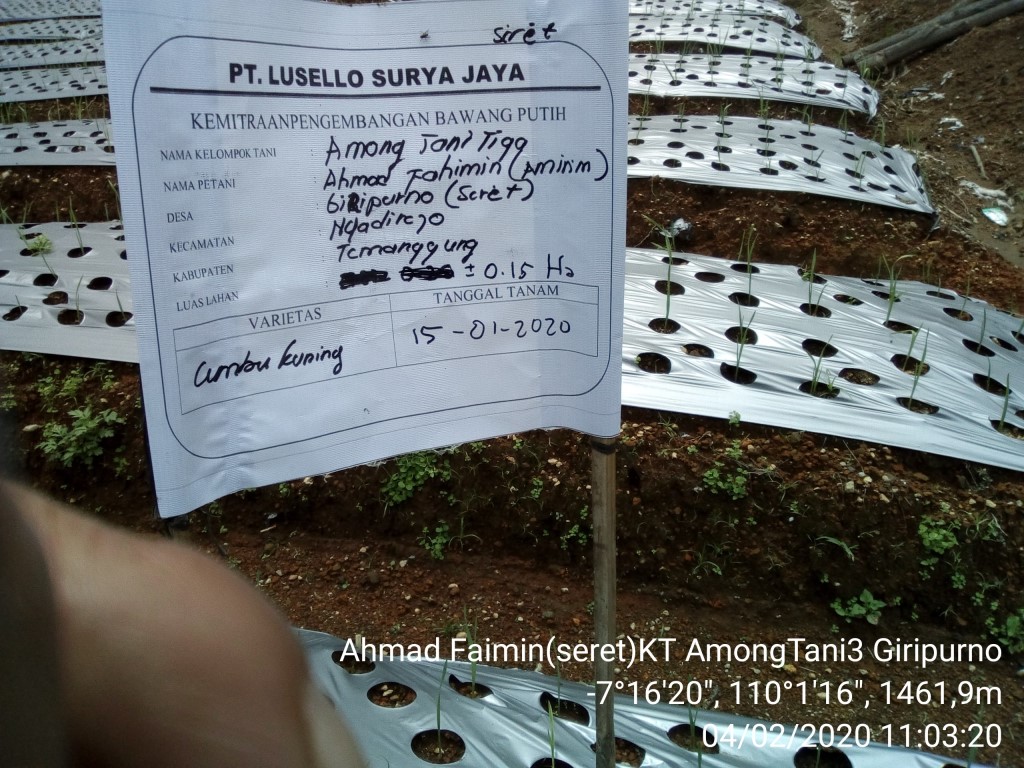 siret
PT. LUSELLO SURYA JAYA
KEMITRAANPENGEMBANGAN BAWANG PUTIH
NAMA KELOMPOK TANI Among Tani Tiga
NAMA PETANI Ahmad Fahimin (Aminim)
DESA Giripurno (Seret)
KECAMATAN Ngadirejo
KABUPATEN Temanggung
LUAS LAHAN ± 0.15 Ha
VARIETAS TANGGAL TANAM
Lumbu kuning 15-01-2020
Ahmad Faimin(seret)KT AmongTani3 Giripurno
-7°16'20", 110°1'16", 1461,9m
04/02/2020 11:03:20